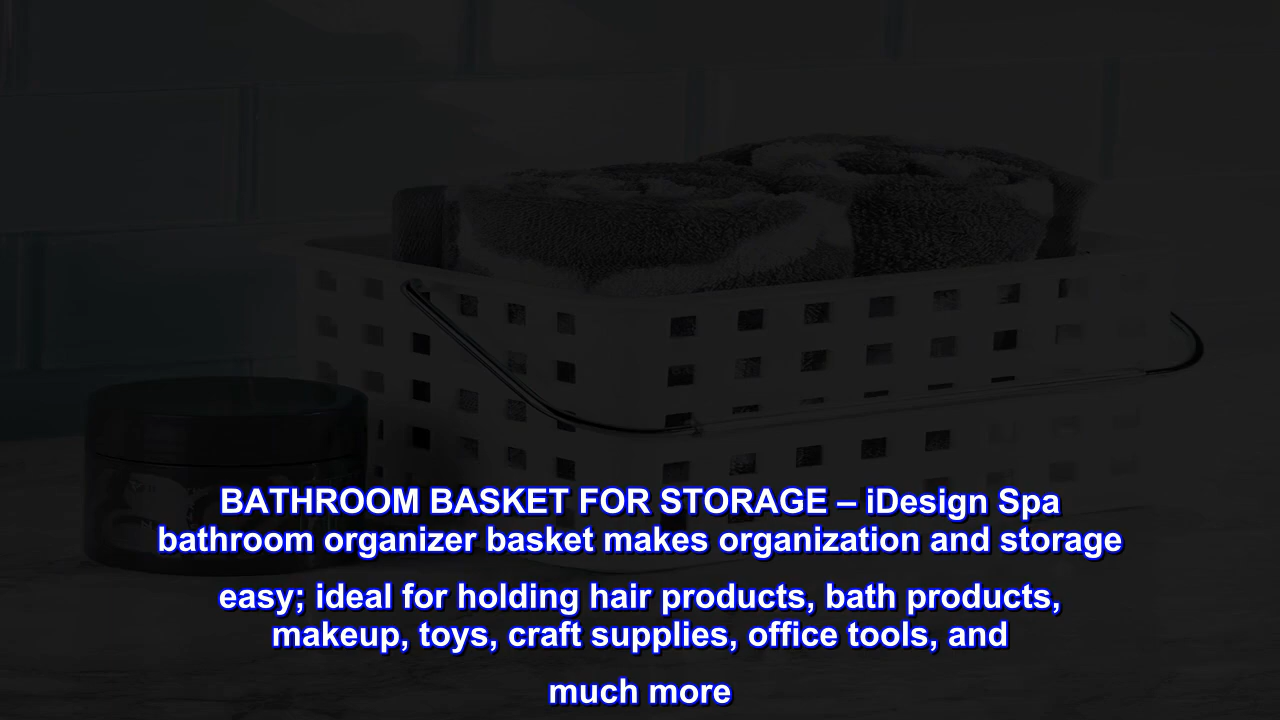 BATHROOM BASKET FOR STORAGE – iDesign Spa
bathroom organizer basket makes organization and storage
easy; ideal for holding hair products, bath products,
makeup, toys, craft supplies, office tools, and
much more